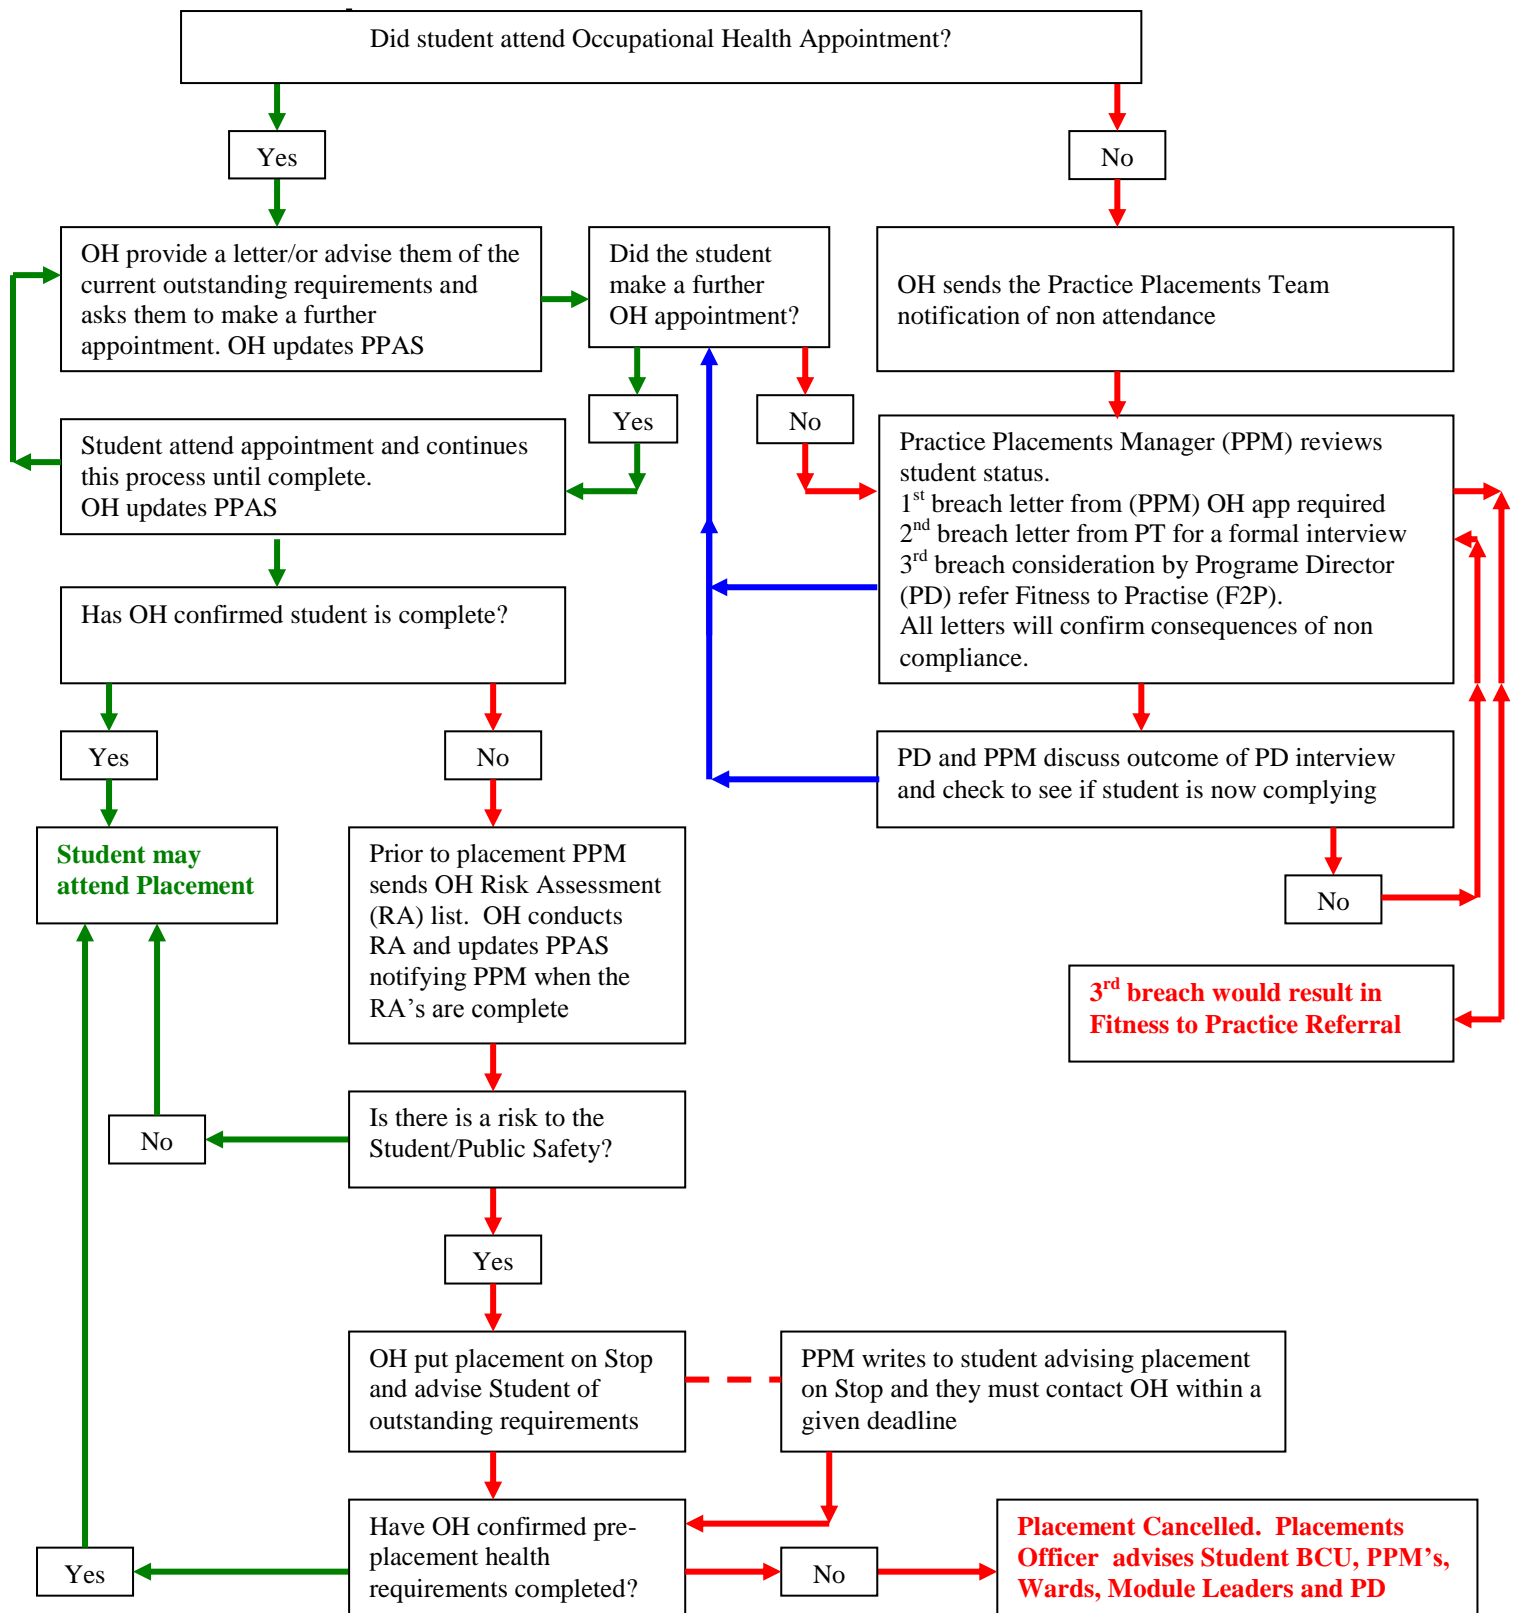 Did student attend Occupational Health Appointment?
Yes
No
OH provide a letter/or advise them of the
current outstanding requirements and
asks them to make a further
appointment. OH updates PPAS
Did the student
make a further
OH appointment?
OH sends the Practice Placements Team
notification of non attendance
Yes
No
Student attend appointment and continues
this process until complete.
OH updates PPAS
Practice Placements Manager (PPM) reviews
student status.
1st breach letter from (PPM) OH app required
2nd breach letter from PT for a formal interview
3rd breach consideration by Programe Director
(PD) refer Fitness to Practise (F2P).
All letters will confirm consequences of non
compliance.
Has OH confirmed student is complete?
Yes
No
PD and PPM discuss outcome of PD interview
and check to see if student is now complying
Student may
attend Placement
Prior to placement PPM
sends OH Risk Assessment
(RA) list.  OH conducts
RA and updates PPAS
notifying PPM when the
RA’s are complete
No
3rd breach would result in
Fitness to Practice Referral
Is there is a risk to the
Student/Public Safety?
No
Yes
OH put placement on Stop
and advise Student of
outstanding requirements
PPM writes to student advising placement
on Stop and they must contact OH within a
given deadline
Have OH confirmed pre-
placement health
requirements completed?
Yes
No
Placement Cancelled.  Placements
Officer  advises Student BCU, PPM’s,
Wards, Module Leaders and PD